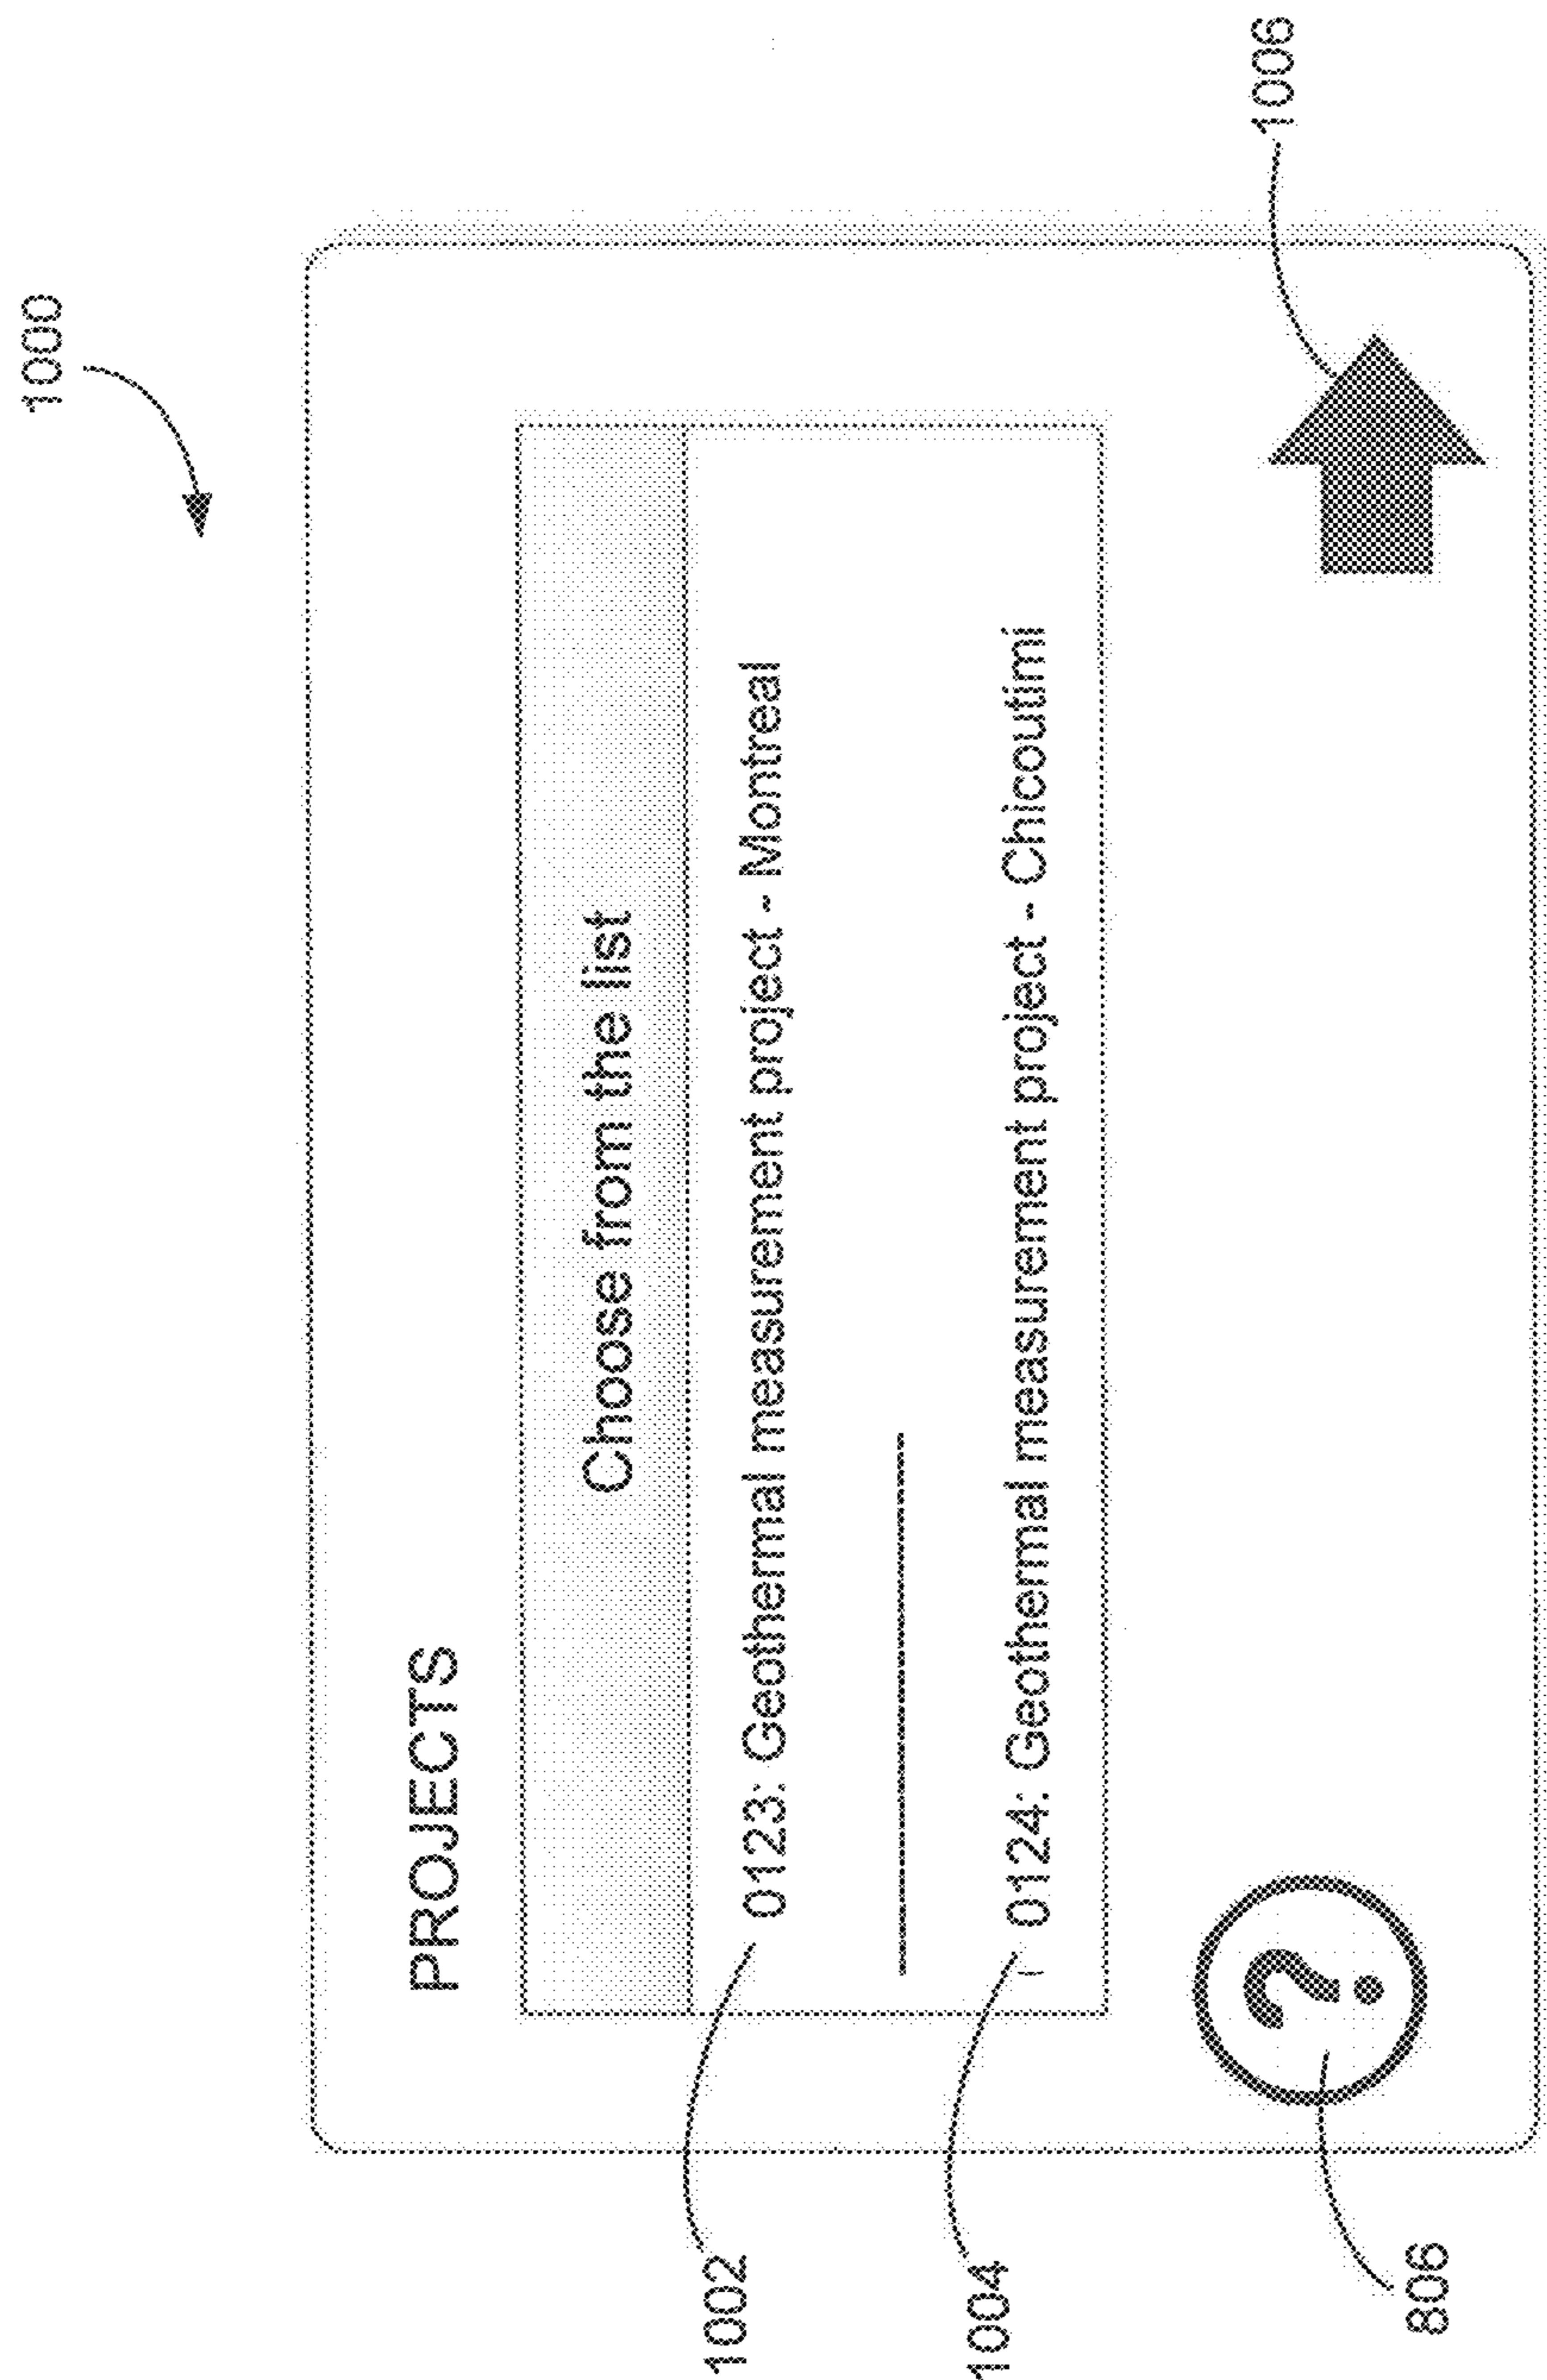 1000
PROJECTS
Choose from the list
1002
0123: Geothermal measurement project - Montreal
1004
0124: Geothermal measurement project - Chicoutimi
806
?
1006